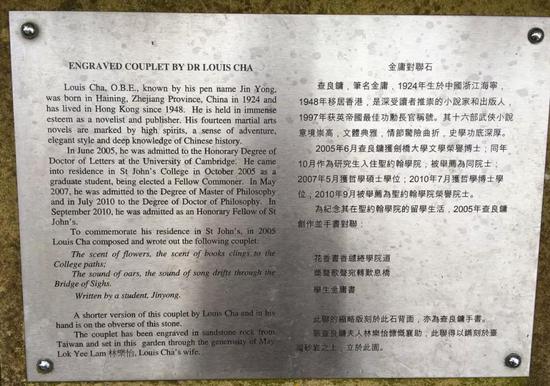 ENGRAVED COUPLET BY DR LOUIS CHA
Louis Cha, O.B.E., known by his pen name Jin Yong,
was born in Haining, Zhejiang Province, China in 1924 and
has lived in Hong Kong since 1948. He is held in immense
esteem as a novelist and publisher. His fourteen martial arts
novels are marked by high spirits, a sense of adventure,
elegant style and deep knowledge of Chinese history.
In June 2005, he was admitted to the Honorary Degree of
Doctor of Letters at the University of Cambridge. He came
into residence in St John's College in October 2005 as a
graduate student, being elected a Fellow Commoner. In May
2007, he was admitted to the Degree of Master of Philosophy
and in July 2010 to the Degree of Doctor of Philosophy. In
September 2010, he was admitted as an Honorary Fellow of St
John's.
To commemorate his residence in St John's, in 2005
Louis Cha composed and wrote out the following couplet:
The scent of flowers, the scent of books clings to the
College paths;
The sound of oars, the sound of song drifts through the
Bridge of Sighs.
Written by a student, Jinyong.
A shorter version of this couplet by Louis Cha and in his
hand is on the obverse of this stone.
The couplet has been engraved in sandstone rock from
Taiwan and set in this garden through the generosity of May
Lok Yee Lam 林樂怡, Louis Cha's wife.
金庸對聯石
查良鏞，筆名金庸，1924年生於中國浙江海寧，
1948年移居香港，是深受讀者推崇的小說家和出版人，
1997年获英帝國最佳功勳長官稱號。其十六部武俠小說
意境崇高，文體典雅，情節驚險曲折，史學功底深厚。
2005年6月查良鏞獲劍橋大學文學榮譽博士；同年
10月作為研究生入住聖約翰學院，被舉薦為同院士；
2007年5月獲哲學碩士學位；2010年7月獲哲學博士學
位；2010年9月被舉薦為聖約翰學院榮譽院士。
為紀念其在聖約翰學院的留學生活，2005年查良鏞
創作並手書對聯：
花香書香繾綣學院道
槳聲歌聲宛轉歎息橋
學生金庸書
此聯的極略版刻於此石背面，亦為查良鏞手書。
蒙查良鏞夫人林樂怡慷慨襄助，此聯得以鐫刻於臺
灣砂岩之上，立於此園。